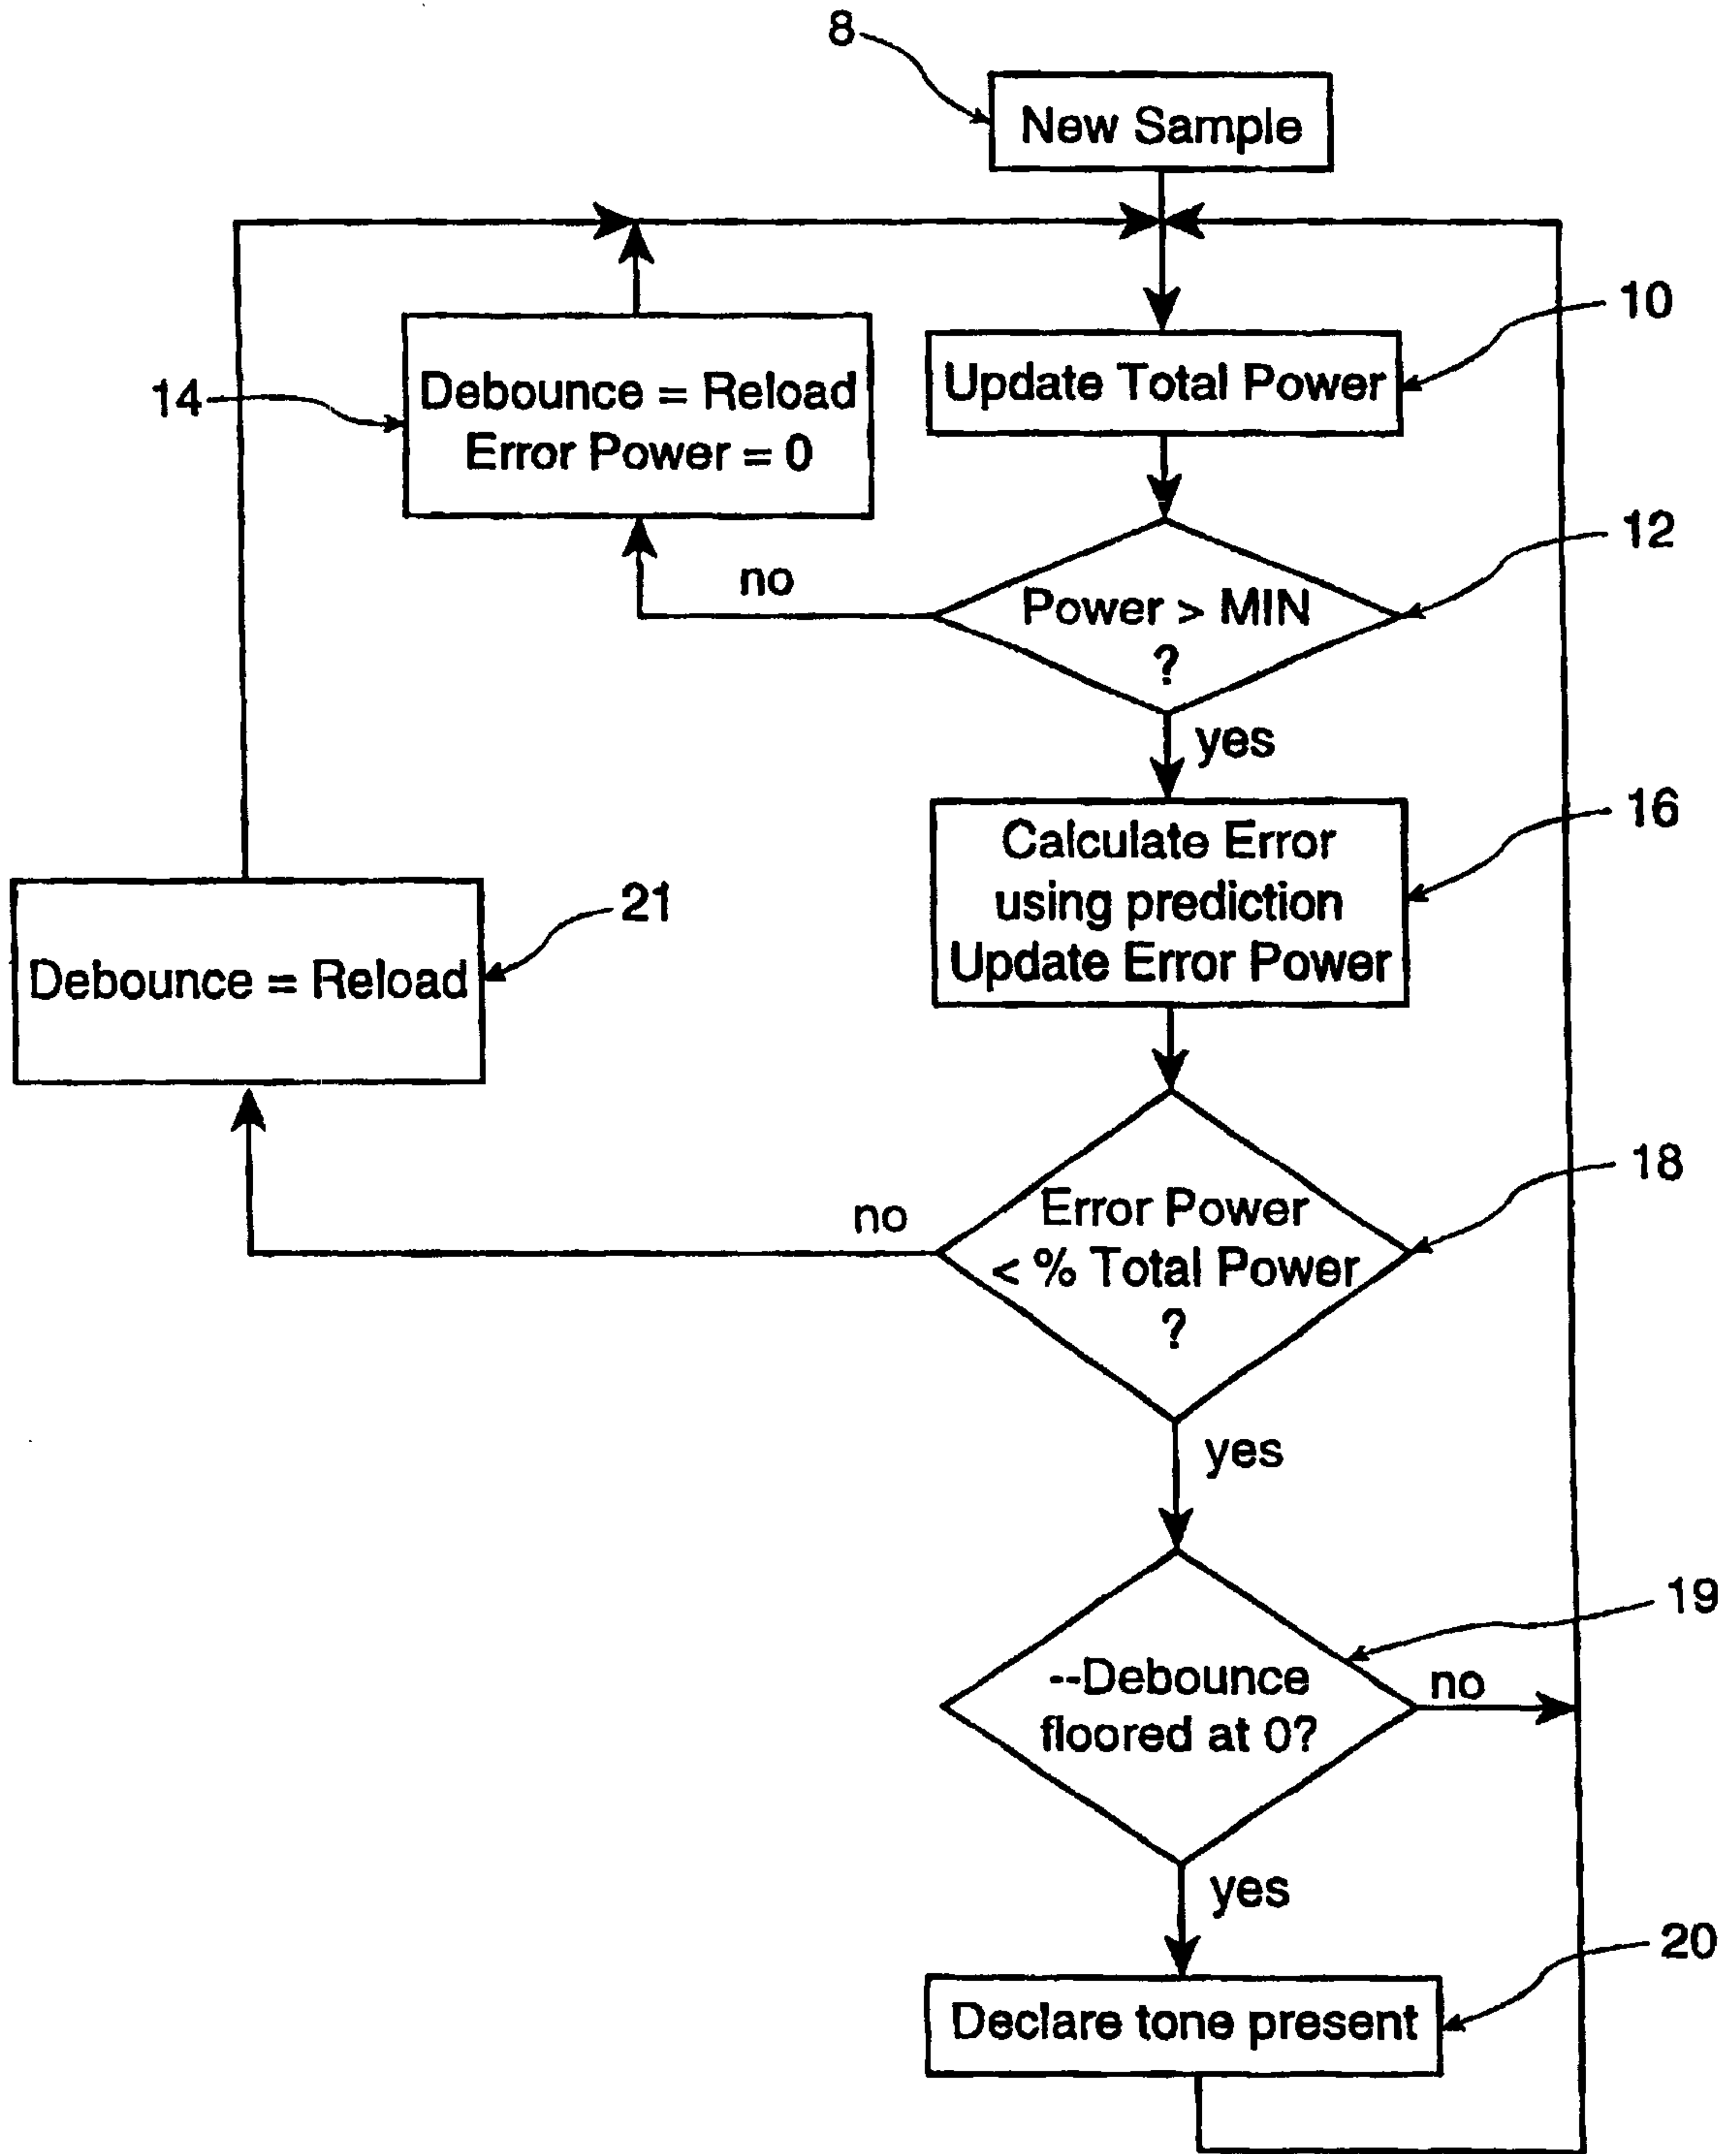 8
New Sample
10
Update Total Power
14
Debounce = Reload
Error Power = 0
12
no
Power > MIN
?
yes
16
Calculate Error
using prediction
Update Error Power
21
Debounce = Reload
18
no
Error Power
< % Total Power
?
yes
19
--Debounce
floored at 0?
no
yes
20
Declare tone present